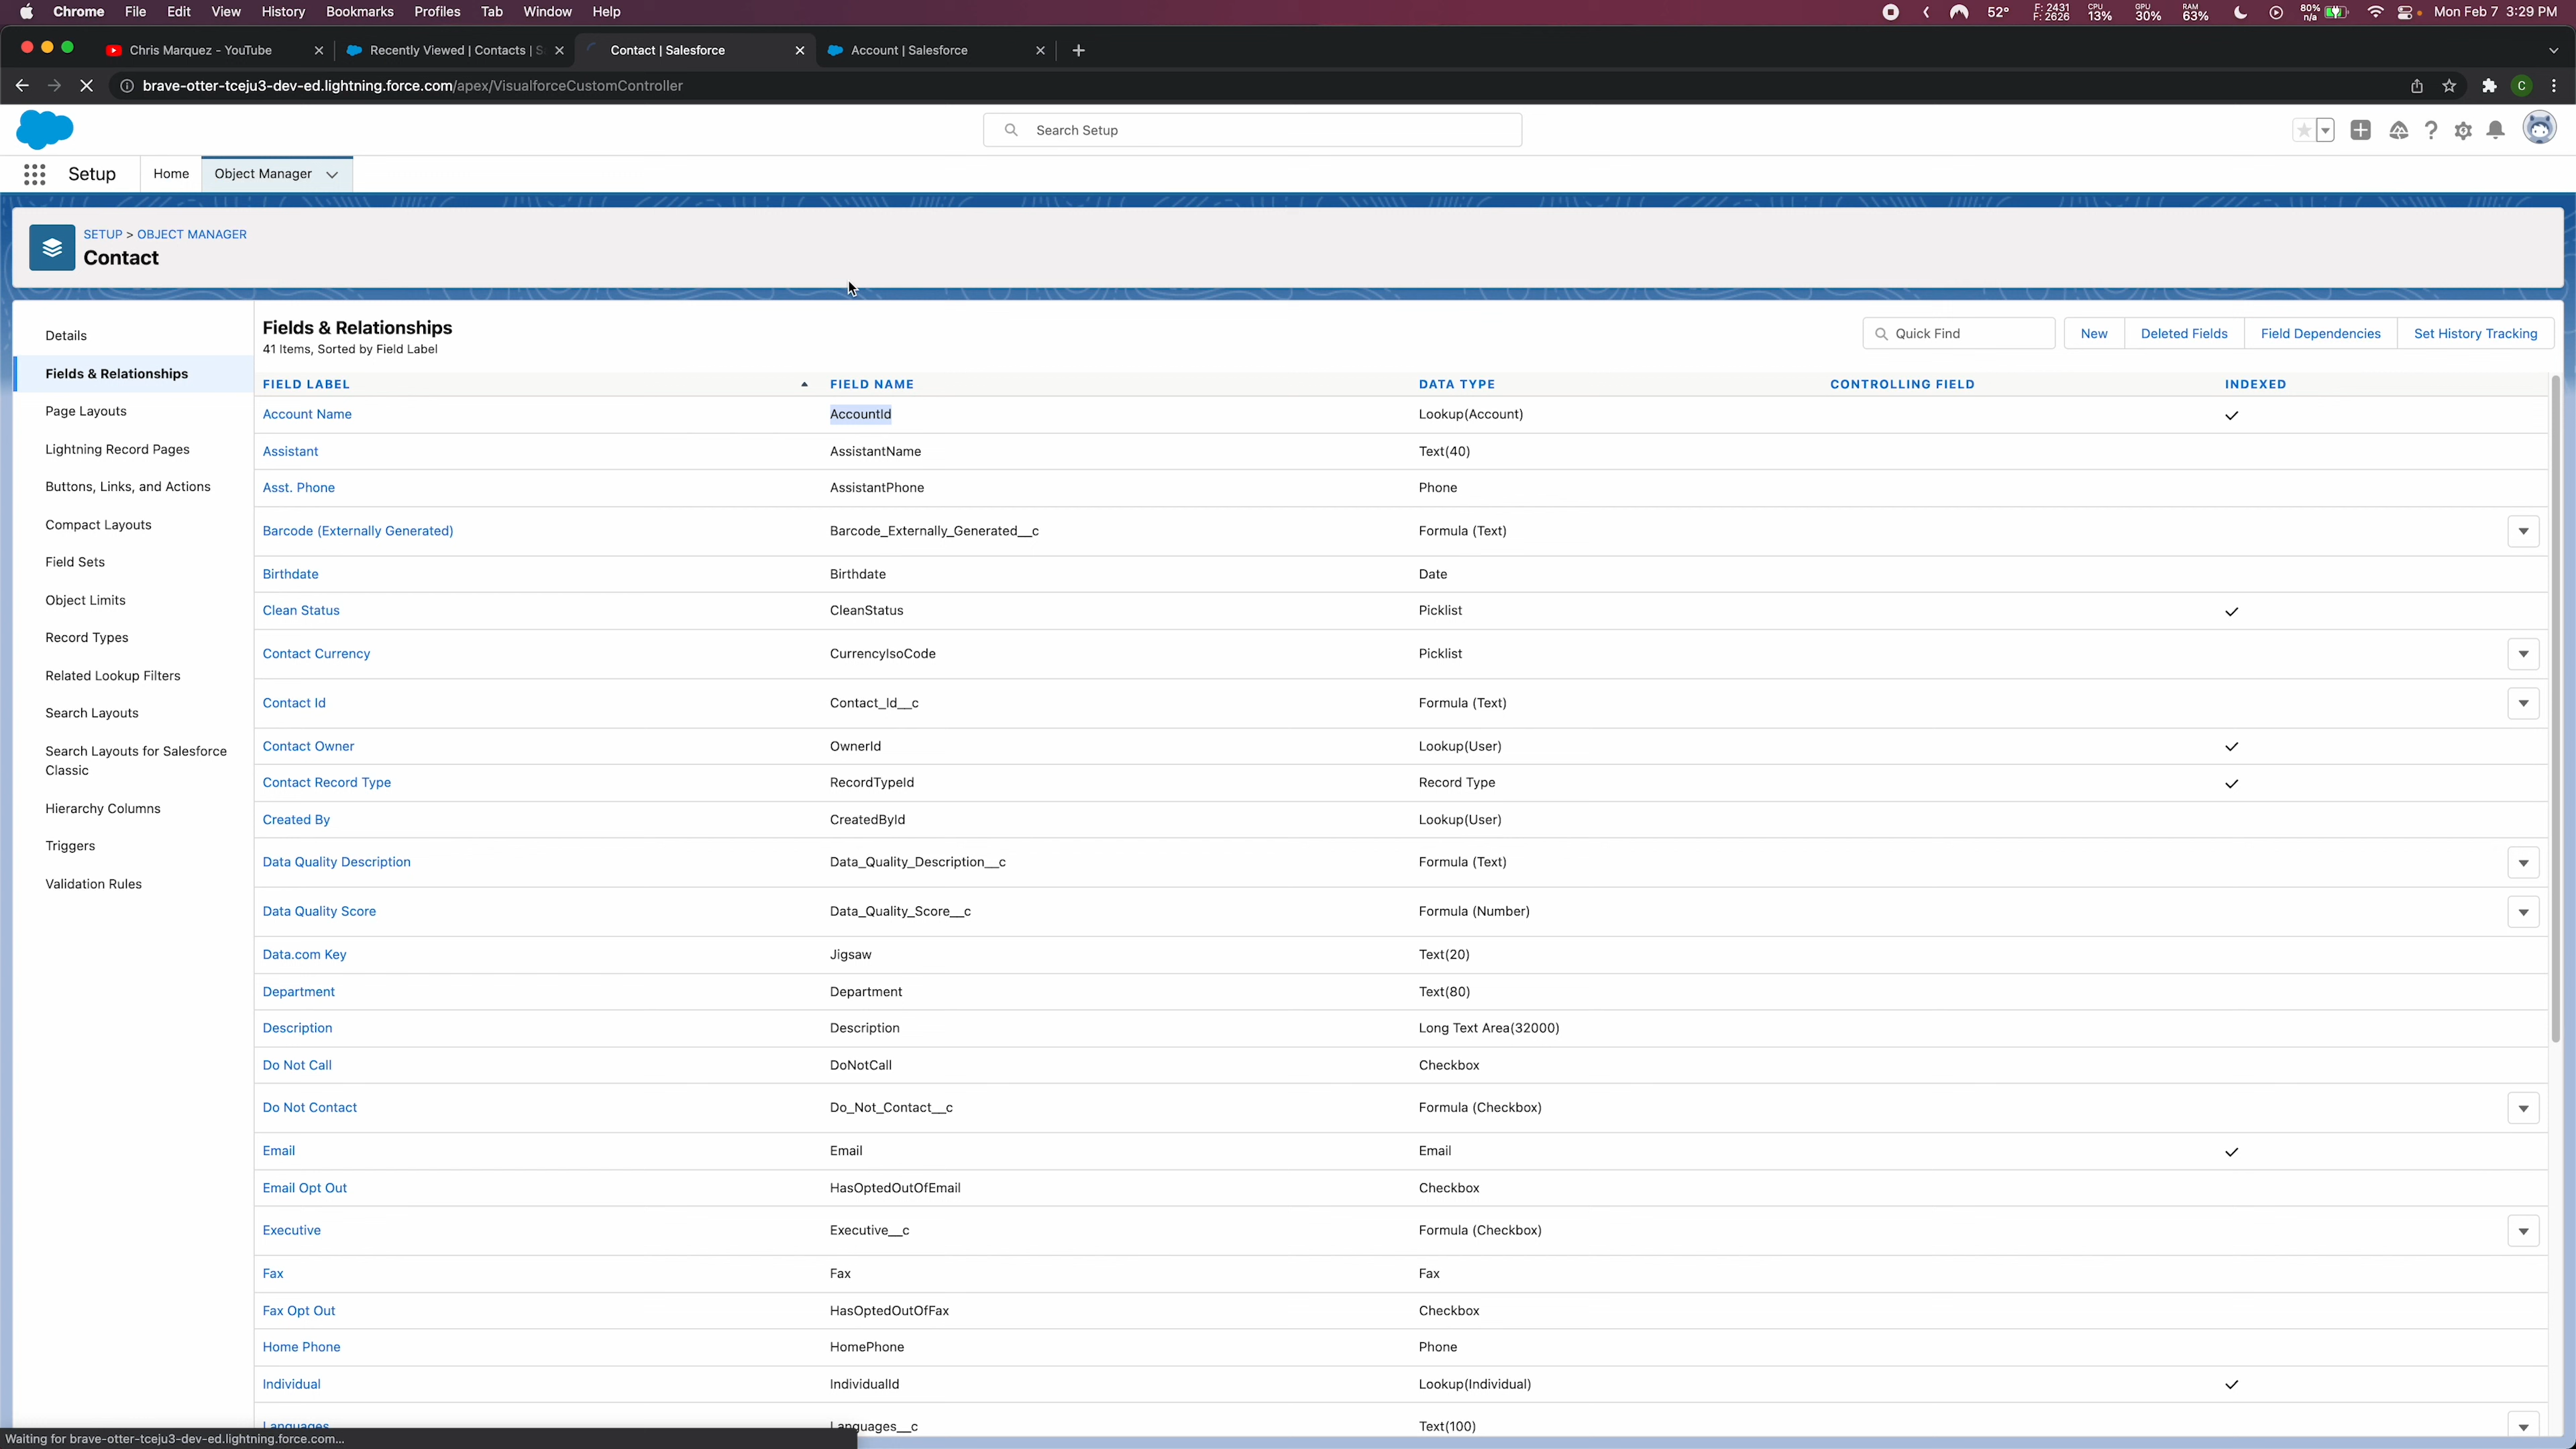 Chrome File Edit View History Bookmarks Profiles Tab Window Help 52° F: 2431 F: 2626 CPU 13% GPU 30% RAM 63% 80% n/a Mon Feb 7 3:29 PM
Chris Marquez - YouTube Recently Viewed | Contacts | S Contact | Salesforce Account | Salesforce
brave-otter-tceju3-dev-ed.lightning.force.com/apex/VisualforceCustomController C
Search Setup
Setup Home Object Manager
SETUP > OBJECT MANAGER
Contact
Details
Fields & Relationships
Page Layouts
Lightning Record Pages
Buttons, Links, and Actions
Compact Layouts
Field Sets
Object Limits
Record Types
Related Lookup Filters
Search Layouts
Search Layouts for Salesforce
Classic
Hierarchy Columns
Triggers
Validation Rules
Fields & Relationships
41 Items, Sorted by Field Label
Quick Find New Deleted Fields Field Dependencies Set History Tracking
FIELD LABEL FIELD NAME DATA TYPE CONTROLLING FIELD INDEXED
Account Name AccountId Lookup(Account)
Assistant AssistantName Text(40)
Asst. Phone AssistantPhone Phone
Barcode (Externally Generated) Barcode_Externally_Generated__c Formula (Text)
Birthdate Birthdate Date
Clean Status CleanStatus Picklist
Contact Currency CurrencyIsoCode Picklist
Contact Id Contact_Id__c Formula (Text)
Contact Owner OwnerId Lookup(User)
Contact Record Type RecordTypeId Record Type
Created By CreatedById Lookup(User)
Data Quality Description Data_Quality_Description__c Formula (Text)
Data Quality Score Data_Quality_Score__c Formula (Number)
Data.com Key Jigsaw Text(20)
Department Department Text(80)
Description Description Long Text Area(32000)
Do Not Call DoNotCall Checkbox
Do Not Contact Do_Not_Contact__c Formula (Checkbox)
Email Email Email
Email Opt Out HasOptedOutOfEmail Checkbox
Executive Executive__c Formula (Checkbox)
Fax Fax Fax
Fax Opt Out HasOptedOutOfFax Checkbox
Home Phone HomePhone Phone
Individual IndividualId Lookup(Individual)
Languages Languages__c Text(100)
Waiting for brave-otter-tceju3-dev-ed.lightning.force.com...